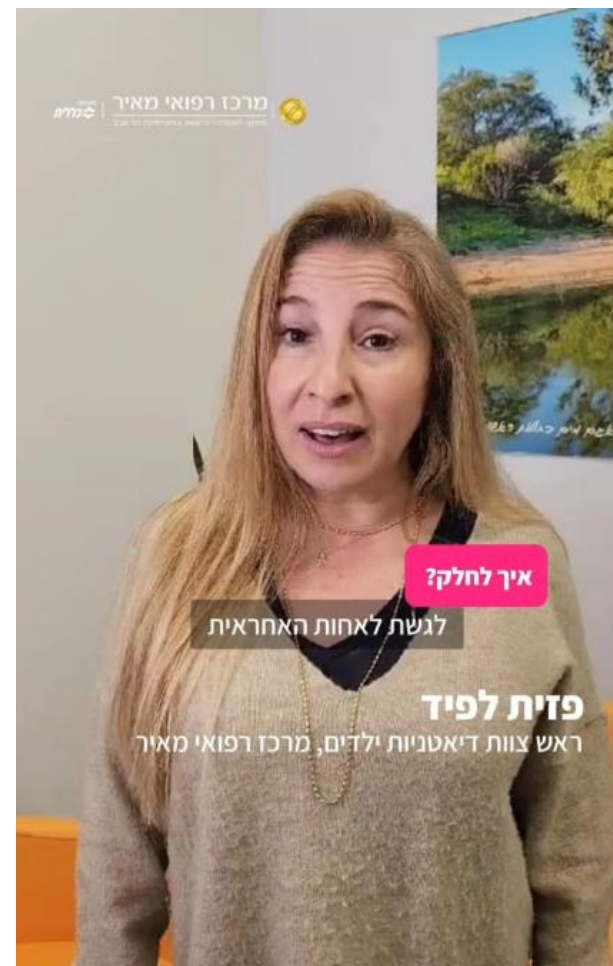 מרכז רפואי מאיר
כללית
איך לחלק?
לגשת לאחות האחראית
פזית לפיד
ראש צוות דיאטניות ילדים, מרכז רפואי מאיר